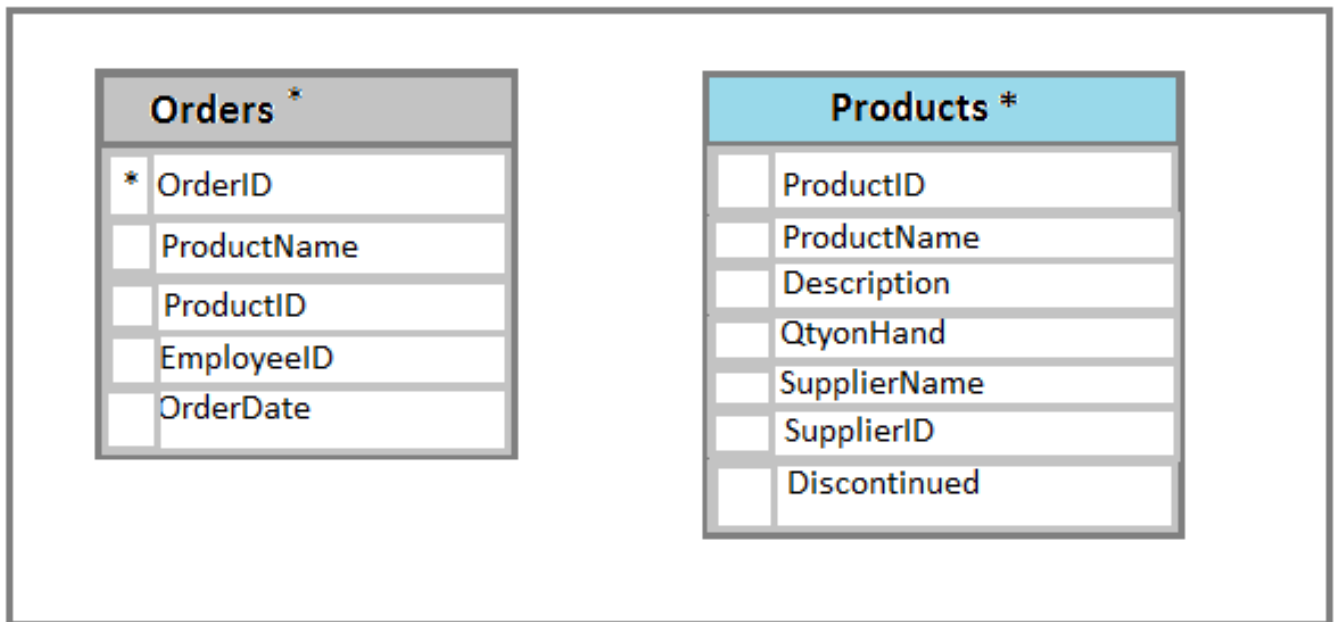 Orders *
* OrderID
ProductName
ProductID
EmployeeID
OrderDate
Products *
ProductID
ProductName
Description
QtyonHand
SupplierName
SupplierID
Discontinued